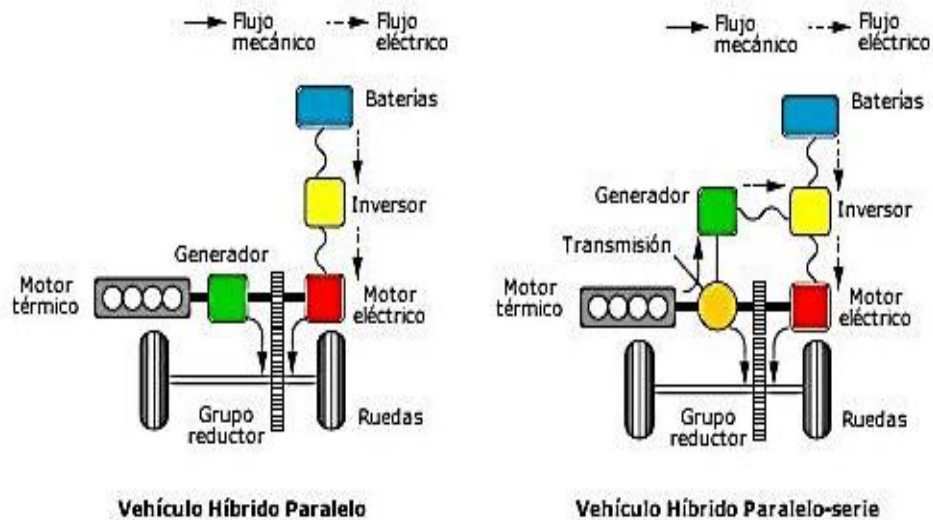 Flujo mecánico
Flujo eléctrico
Baterías
Inversor
Generador
Motor térmico
Motor eléctrico
Grupo reductor
Ruedas
Vehículo Híbrido Paralelo
Flujo mecánico
Flujo eléctrico
Baterías
Generador
Inversor
Transmisión
Motor térmico
Motor eléctrico
Grupo reductor
Ruedas
Vehículo Híbrido Paralelo-serie